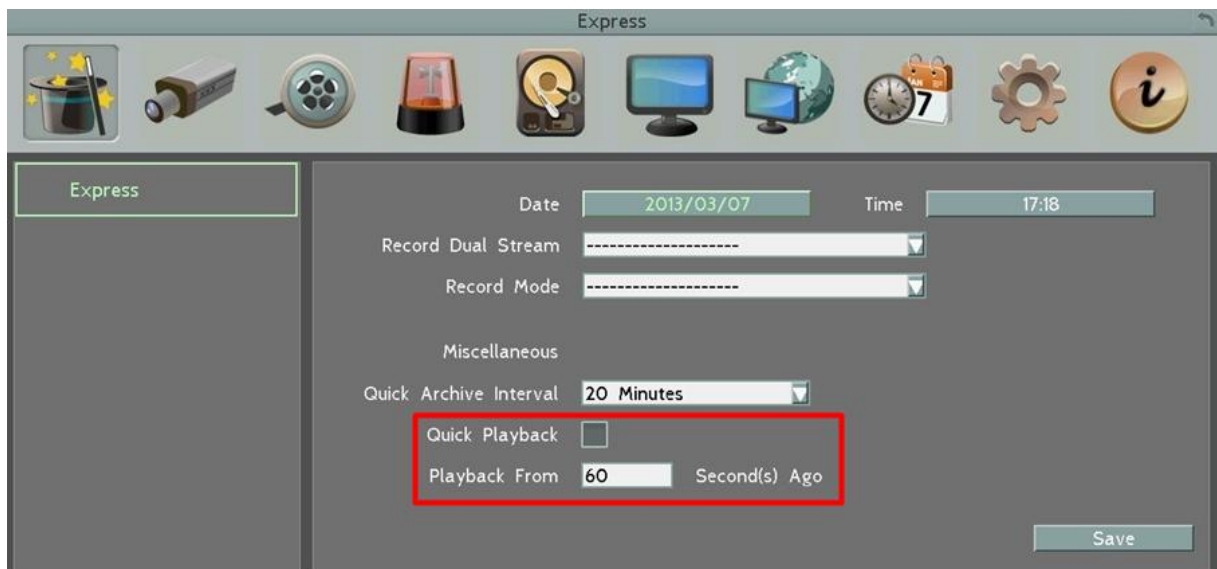 Express
7
Express
Date 2013/03/07 Time 17:18
Record Dual Stream --------------------
Record Mode --------------------
Miscellaneous
Quick Archive Interval 20 Minutes
Quick Playback
Playback From 60 Second(s) Ago
Save